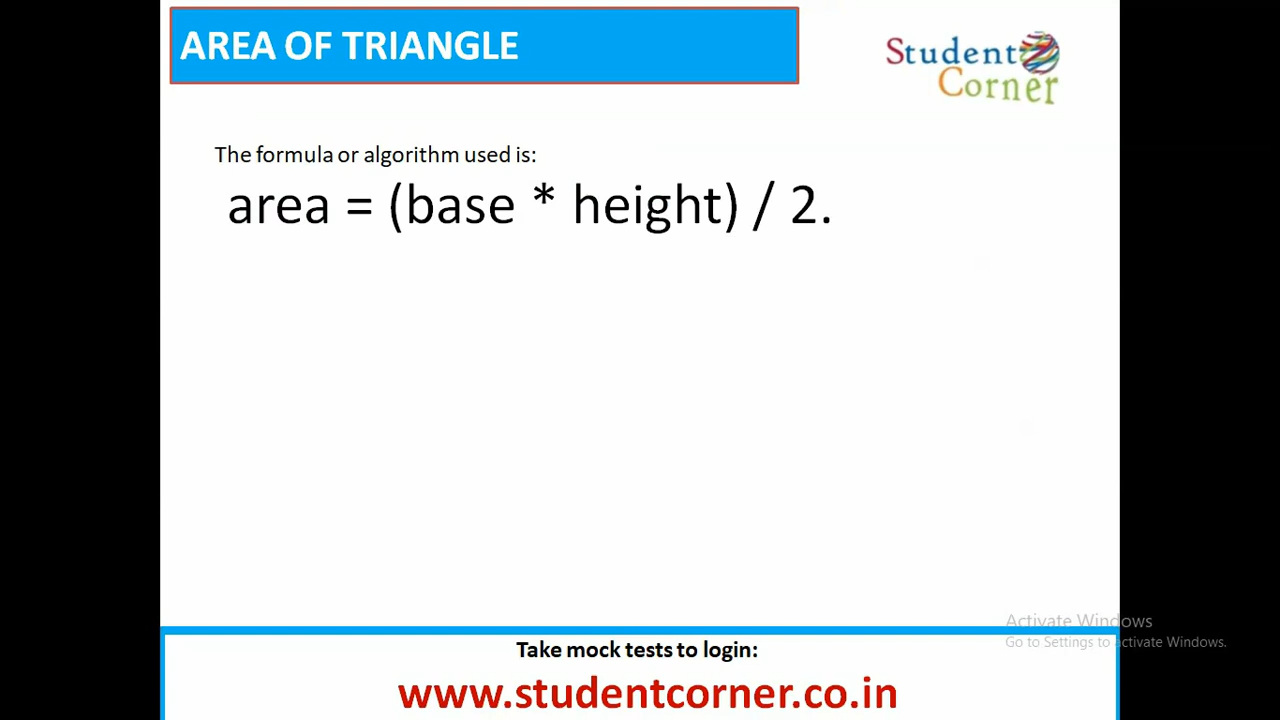 AREA OF TRIANGLE
Student
Corner
The formula or algorithm used is:
area = (base * height) / 2.
Activate Windows
Go to Settings to activate Windows.
Take mock tests to login:
www.studentcorner.co.in